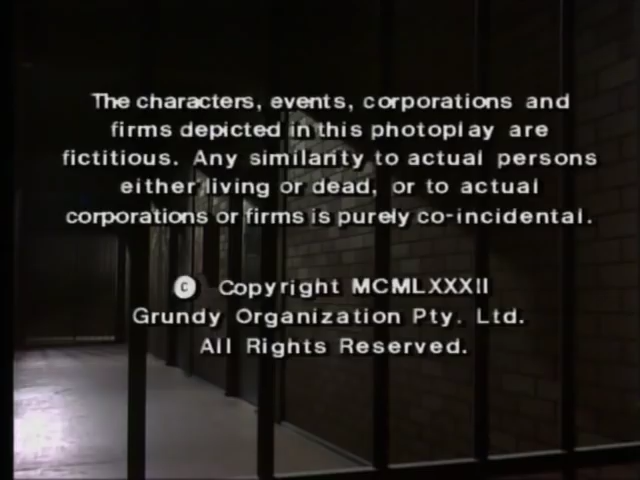 The characters, events, corporations and
firms depicted in this photoplay are
fictitious. Any similarity to actual persons
either living or dead, or to actual
corporations or firms is purely co-incidental.
© Copyright MCMLXXXII
Grundy Organization Pty. Ltd.
All Rights Reserved.